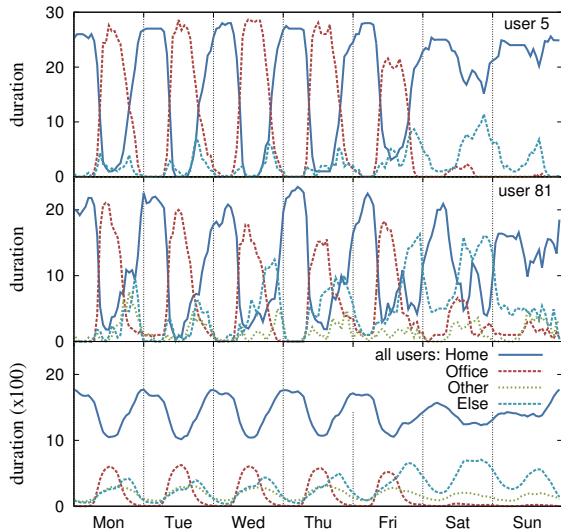 30
user 5
20
duration
10
0
user 81
20
duration
10
0
all users: Home
Office
20
Other
Else
duration (x100)
10
0
Mon Tue Wed Thu Fri Sat Sun